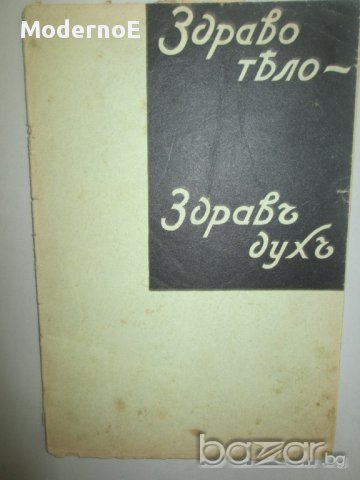 ModernoE
Здраво
тѣло –
Здравъ
духъ
bazar.bg